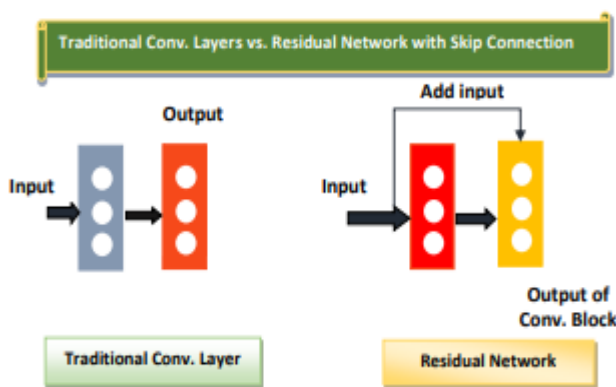 Traditional Conv. Layers vs. Residual Network with Skip Connection
Output
Input
Traditional Conv. Layer
Add input
Input
Output of
Conv. Block
Residual Network